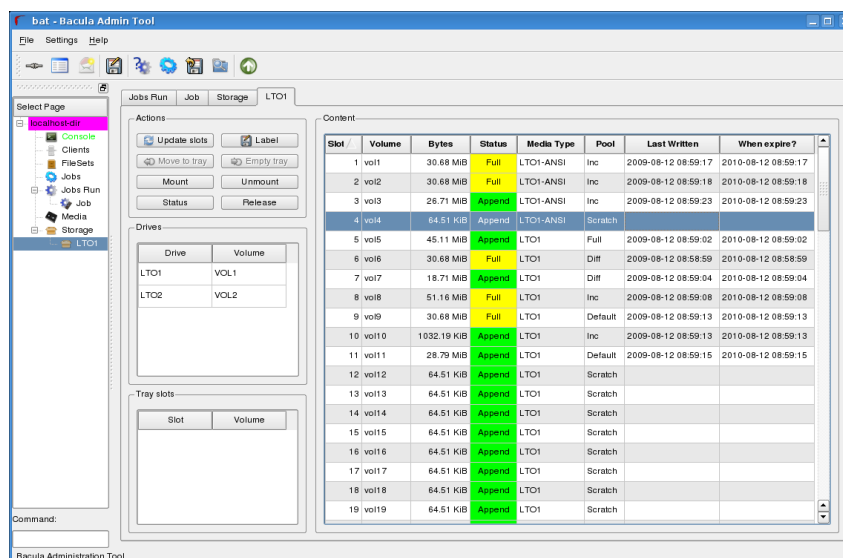 bat - Bacula Admin Tool
File Settings Help
Select Page
localhost-dir
Console
Clients
FileSets
Jobs
Jobs Run
Job
Media
Storage
LTO1
Command:
Bacula Administration Tool
Jobs Run Job Storage LTO1
Actions
Update slots Label
Move to tray Empty tray
Mount Unmount
Status Release
Drives
Drive Volume
LTO1 VOL1
LTO2 VOL2
Tray slots
Slot Volume
Content
Slot Volume Bytes Status Media Type Pool Last Written When expire?
1 vol1 30.68 MiB Full LTO1-ANSI Inc 2009-08-12 08:59:17 2010-08-12 08:59:17
2 vol2 30.68 MiB Full LTO1-ANSI Inc 2009-08-12 08:59:18 2010-08-12 08:59:18
3 vol3 26.71 MiB Append LTO1-ANSI Inc 2009-08-12 08:59:23 2010-08-12 08:59:23
4 vol4 64.51 KiB Append LTO1-ANSI Scratch
5 vol5 45.11 MiB Append LTO1 Full 2009-08-12 08:59:02 2010-08-12 08:59:02
6 vol6 30.68 MiB Full LTO1 Diff 2009-08-12 08:58:59 2010-08-12 08:58:59
7 vol7 18.71 MiB Append LTO1 Diff 2009-08-12 08:59:04 2010-08-12 08:59:04
8 vol8 51.16 MiB Full LTO1 Inc 2009-08-12 08:59:08 2010-08-12 08:59:08
9 vol9 30.68 MiB Full LTO1 Default 2009-08-12 08:59:13 2010-08-12 08:59:13
10 vol10 1032.19 KiB Append LTO1 Inc 2009-08-12 08:59:13 2010-08-12 08:59:13
11 vol11 28.79 MiB Append LTO1 Default 2009-08-12 08:59:15 2010-08-12 08:59:15
12 vol12 64.51 KiB Append LTO1 Scratch
13 vol13 64.51 KiB Append LTO1 Scratch
14 vol14 64.51 KiB Append LTO1 Scratch
15 vol15 64.51 KiB Append LTO1 Scratch
16 vol16 64.51 KiB Append LTO1 Scratch
17 vol17 64.51 KiB Append LTO1 Scratch
18 vol18 64.51 KiB Append LTO1 Scratch
19 vol19 64.51 KiB Append LTO1 Scratch